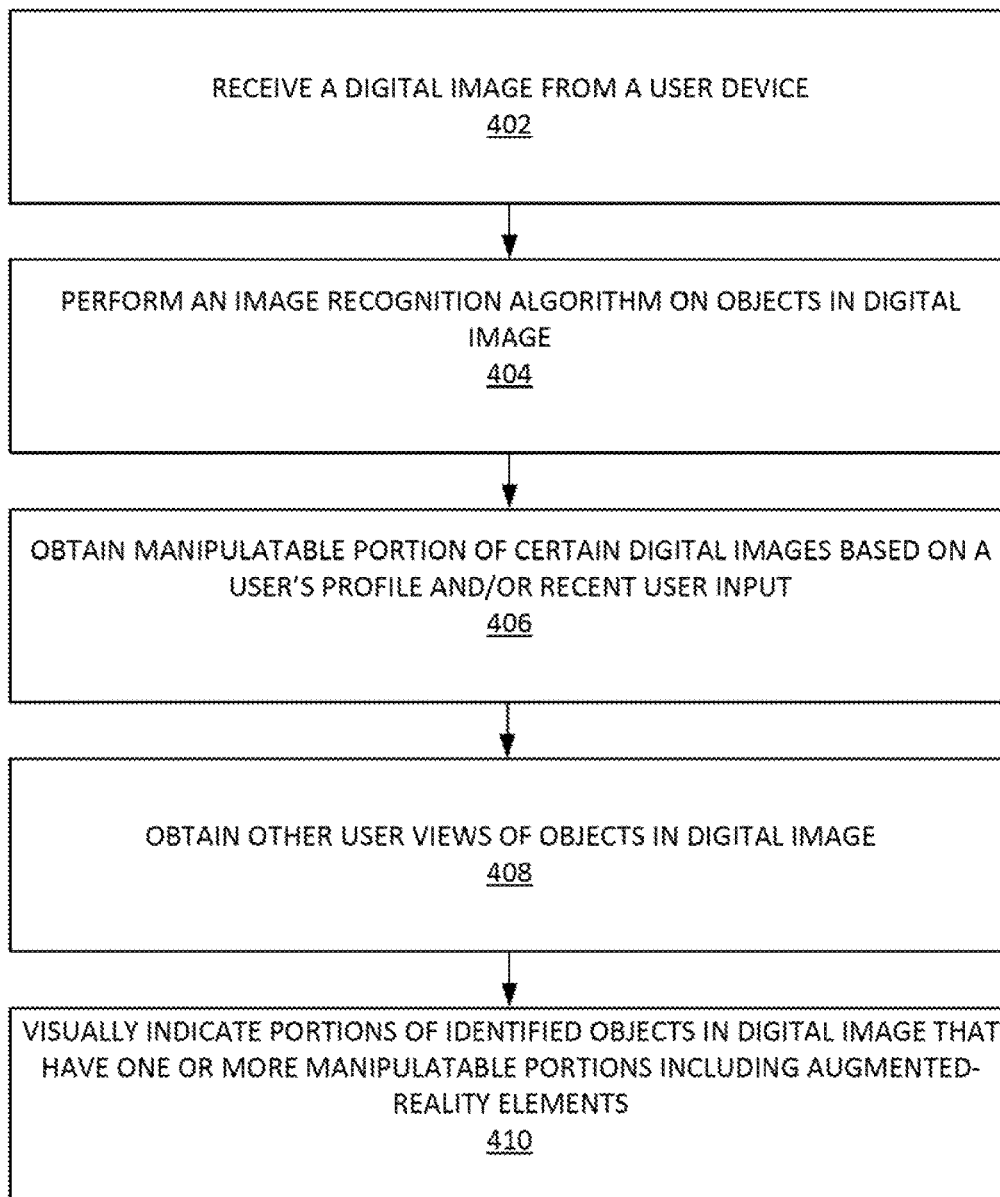 RECEIVE A DIGITAL IMAGE FROM A USER DEVICE
402
PERFORM AN IMAGE RECOGNITION ALGORITHM ON OBJECTS IN DIGITAL
IMAGE
404
OBTAIN MANIPULATABLE PORTION OF CERTAIN DIGITAL IMAGES BASED ON A
USER'S PROFILE AND/OR RECENT USER INPUT
406
OBTAIN OTHER USER VIEWS OF OBJECTS IN DIGITAL IMAGE
408
VISUALLY INDICATE PORTIONS OF IDENTIFIED OBJECTS IN DIGITAL IMAGE THAT
HAVE ONE OR MORE MANIPULATABLE PORTIONS INCLUDING AUGMENTED-
REALITY ELEMENTS
410